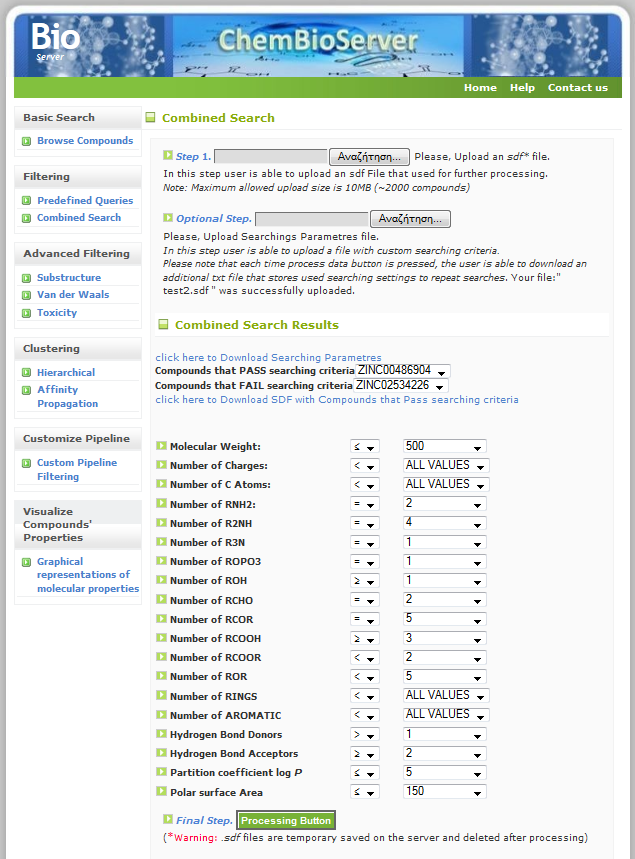 Bio
server
ChemBioServer
Home Help Contact us
Basic Search
Browse Compounds
Filtering
Predefined Queries
Combined Search
Advanced Filtering
Substructure
Van der Waals
Toxicity
Clustering
Hierarchical
Affinity
Propagation
Customize Pipeline
Custom Pipeline
Filtering
Visualize
Compounds'
Properties
Graphical
representations of
molecular properties
Combined Search
Step 1. Αναζήτηση... Please, Upload an sdf* file.
In this step user is able to upload an sdf File that used for further processing.
Note: Maximum allowed upload size is 10MB (~2000 compounds)
Optional Step. Αναζήτηση...
Please, Upload Searchings Parametres file.
In this step user is able to upload a file with custom searching criteria.
Please note that each time process data button is pressed, the user is able to download an
additional txt file that stores used searching settings to repeat searches. Your file:"
test2.sdf " was successfully uploaded.
Combined Search Results
click here to Download Searching Parametres
Compounds that PASS searching criteria ZINC00486904
Compounds that FAIL searching criteria ZINC02534226
click here to Download SDF with Compounds that Pass searching criteria
Molecular Weight: ≤ 500
Number of Charges: < ALL VALUES
Number of C Atoms: < ALL VALUES
Number of RNH2: = 2
Number of R2NH = 4
Number of R3N = 1
Number of ROPO3 = 1
Number of ROH ≥ 1
Number of RCHO = 2
Number of RCOR = 5
Number of RCOOH ≥ 3
Number of RCOOR < 2
Number of ROR < 5
Number of RINGS < ALL VALUES
Number of AROMATIC < ALL VALUES
Hydrogen Bond Donors > 1
Hydrogen Bond Acceptors ≥ 2
Partition coefficient log P ≤ 5
Polar surface Area ≤ 150
Final Step. Processing Button
(*Warning: .sdf files are temporary saved on the server and deleted after processing)